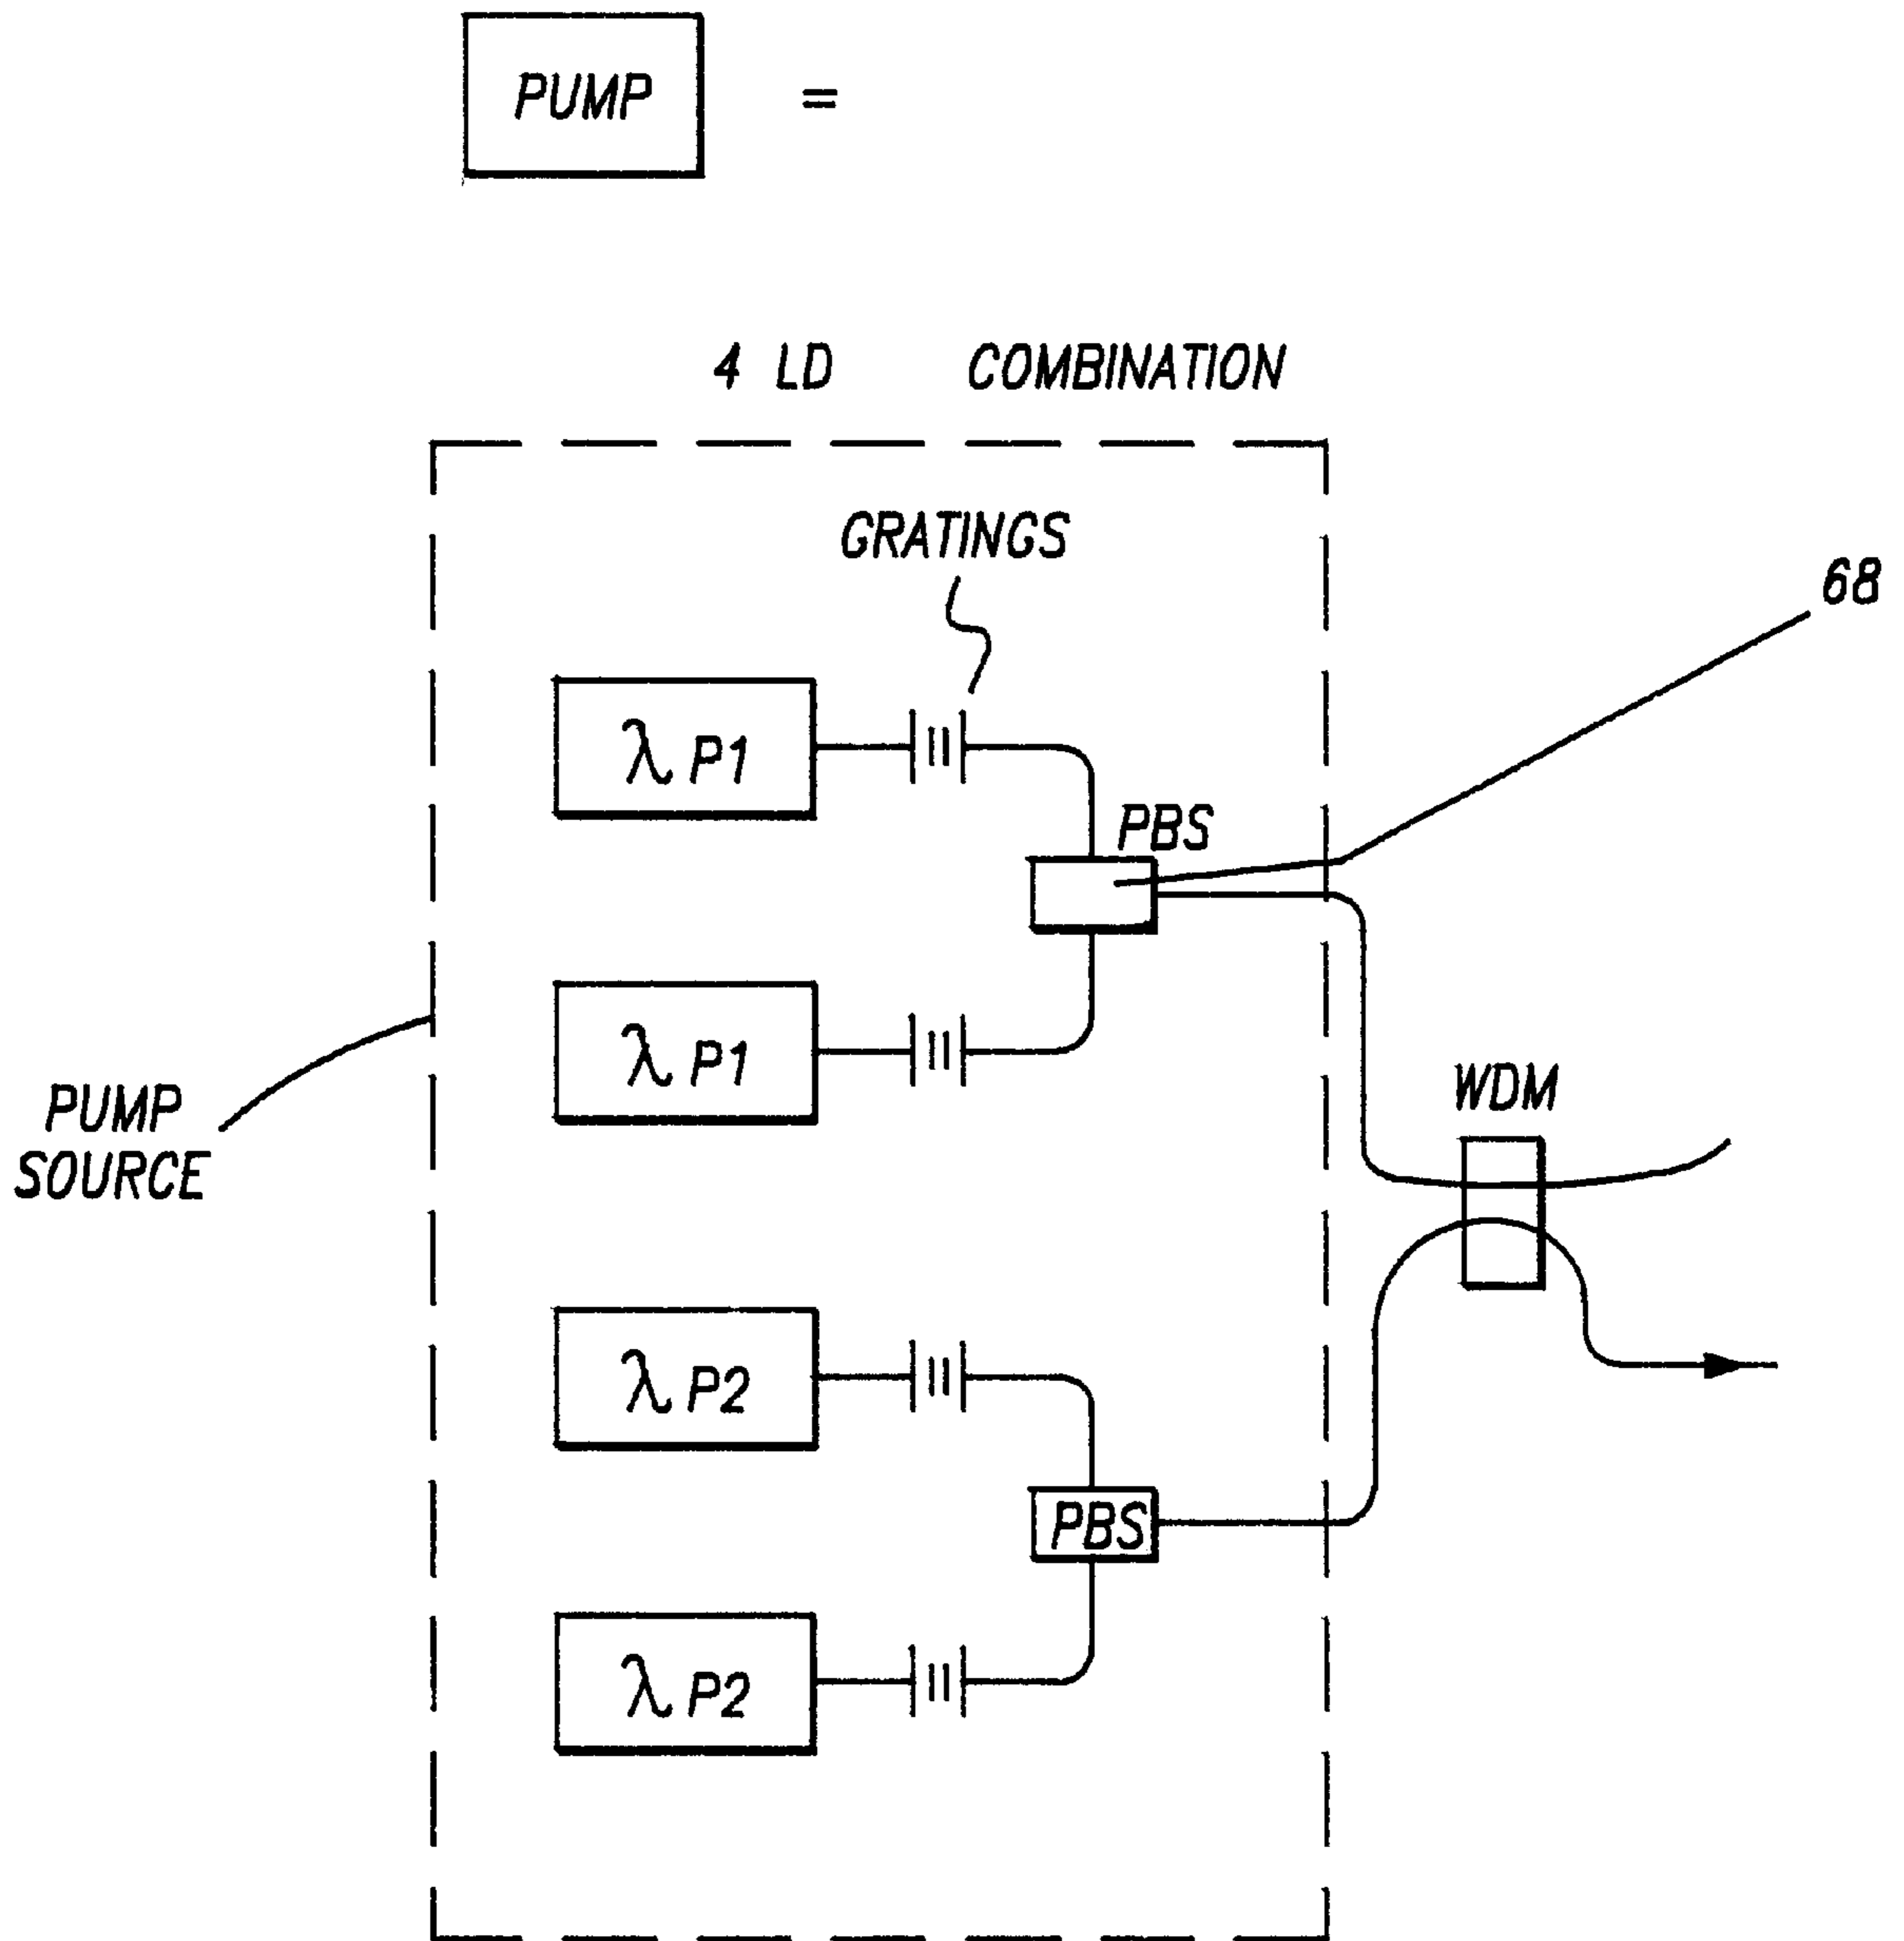 PUMP =
4 LD COMBINATION
GRATINGS
68
λ P1
PBS
λ P1
WDM
PUMP
SOURCE
λ P2
PBS
λ P2